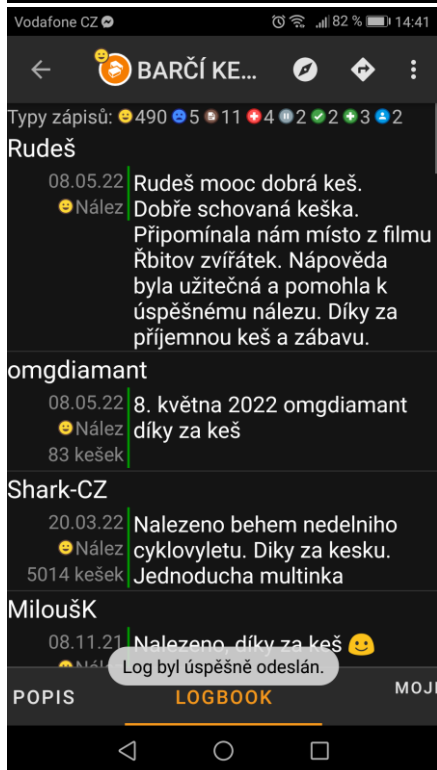 Vodafone CZ 82 % 14:41
BARČÍ KE...
Typy zápisů: 490 5 11 4 2 2 3 2
Rudeš
08.05.22 Rudeš mooc dobrá keš.
Nález Dobře schovaná keška.
Připomínala nám místo z filmu
Řbitov zvířátek. Nápověda
byla užitečná a pomohla k
úspěšnému nálezu. Díky za
příjemnou keš a zábavu.
omgdiamant
08.05.22 8. května 2022 omgdiamant
Nález díky za keš
83 kešek
Shark-CZ
20.03.22 Nalezeno behem nedelniho
Nález cyklovyletu. Diky za kesku.
5014 kešek Jednoducha multinka
MiloušK
08.11.21 Nalezeno, díky za keš
Nález
Log byl úspěšně odeslán.
POPIS LOGBOOK MOJI